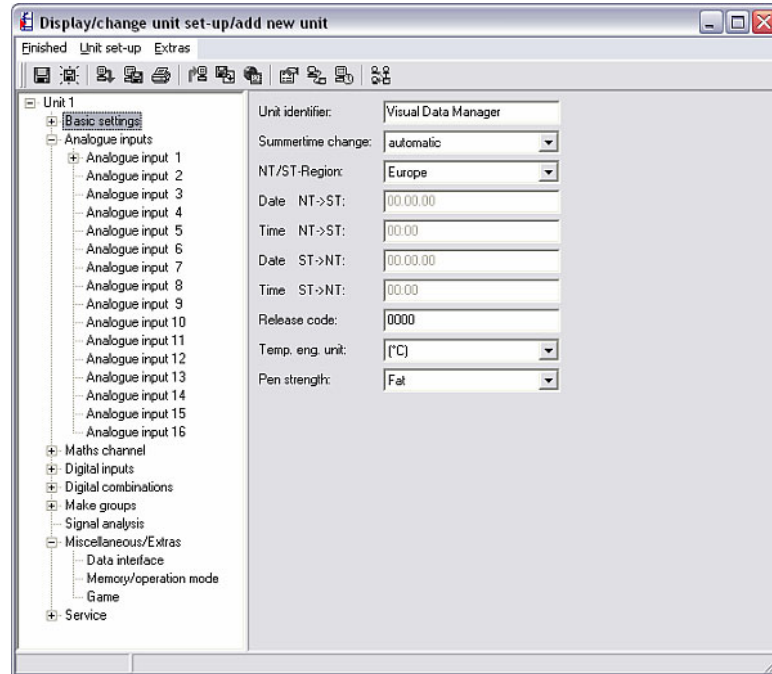 Display/change unit set-up/add new unit
Finished Unit set-up Extras
Unit 1
Basic settings
Analogue inputs
Analogue input 1
Analogue input 2
Analogue input 3
Analogue input 4
Analogue input 5
Analogue input 6
Analogue input 7
Analogue input 8
Analogue input 9
Analogue input 10
Analogue input 11
Analogue input 12
Analogue input 13
Analogue input 14
Analogue input 15
Analogue input 16
Maths channel
Digital inputs
Digital combinations
Make groups
Signal analysis
Miscellaneous/Extras
Data interface
Memory/operation mode
Game
Service
Unit identifier: Visual Data Manager
Summertime change: automatic
NT/ST-Region: Europe
Date NT->ST: 00.00.00
Time NT->ST: 00:00
Date ST->NT: 00.00.00
Time ST->NT: 00:00
Release code: 0000
Temp. eng. unit: (°C)
Pen strength: Fat